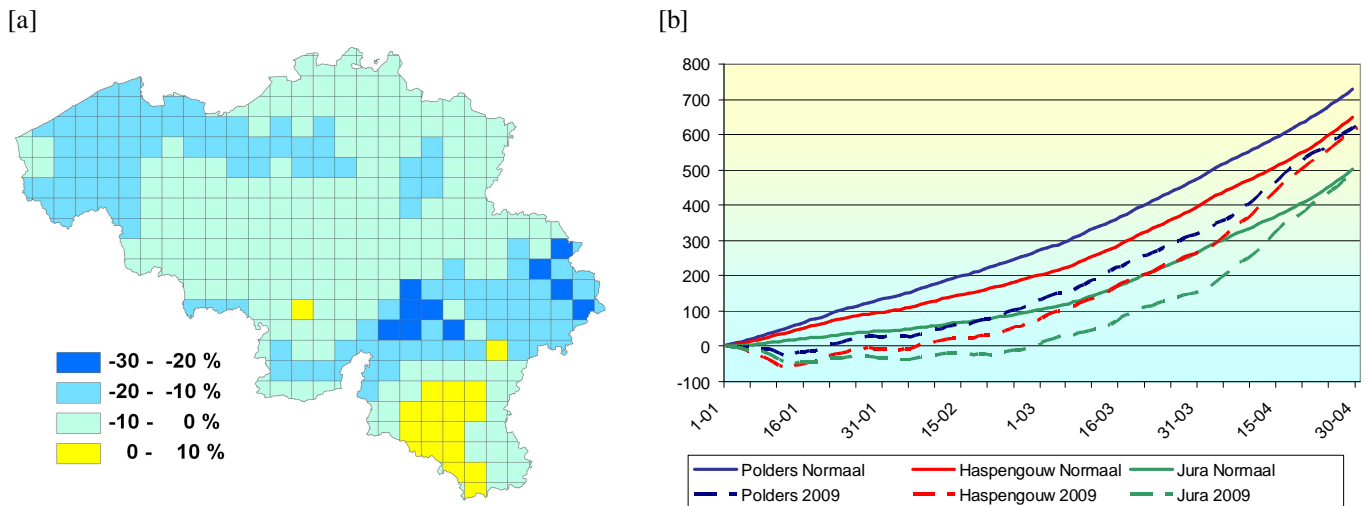 [a]
-30 - -20 %
-20 - -10 %
-10 - 0 %
0 - 10 %
[b]
800
700
600
500
400
300
200
100
0
-100
1-01
16-01
31-01
15-02
1-03
16-03
31-03
15-04
30-04
Polders Normaal
Haspengouw Normaal
Jura Normaal
Polders 2009
Haspengouw 2009
Jura 2009